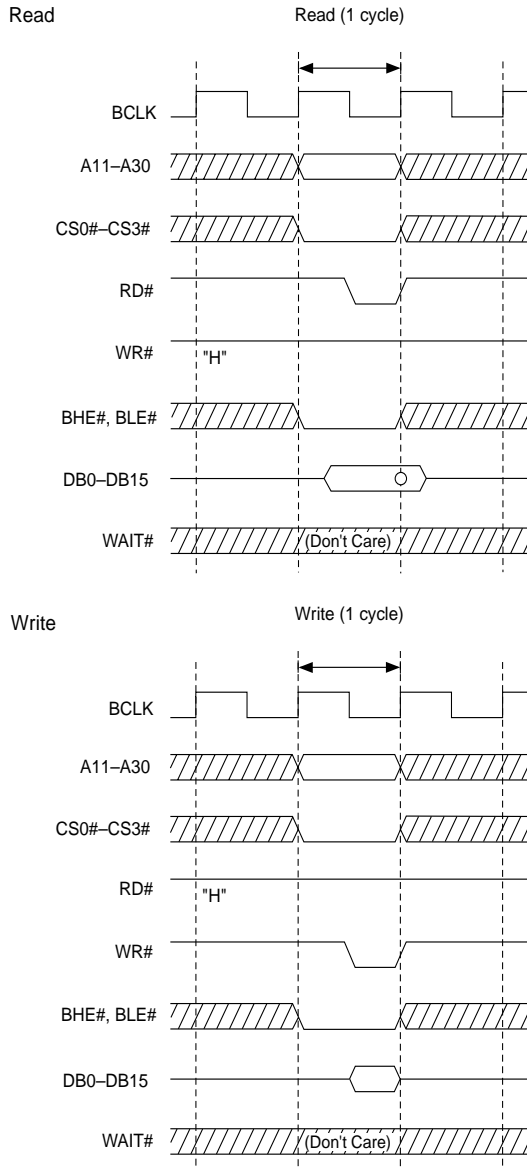 Read
Read (1 cycle)
BCLK
A11–A30
CS0#–CS3#
RD#
WR#
"H"
BHE#, BLE#
DB0–DB15
WAIT#
(Don't Care)
Write
Write (1 cycle)
BCLK
A11–A30
CS0#–CS3#
RD#
"H"
WR#
BHE#, BLE#
DB0–DB15
WAIT#
(Don't Care)